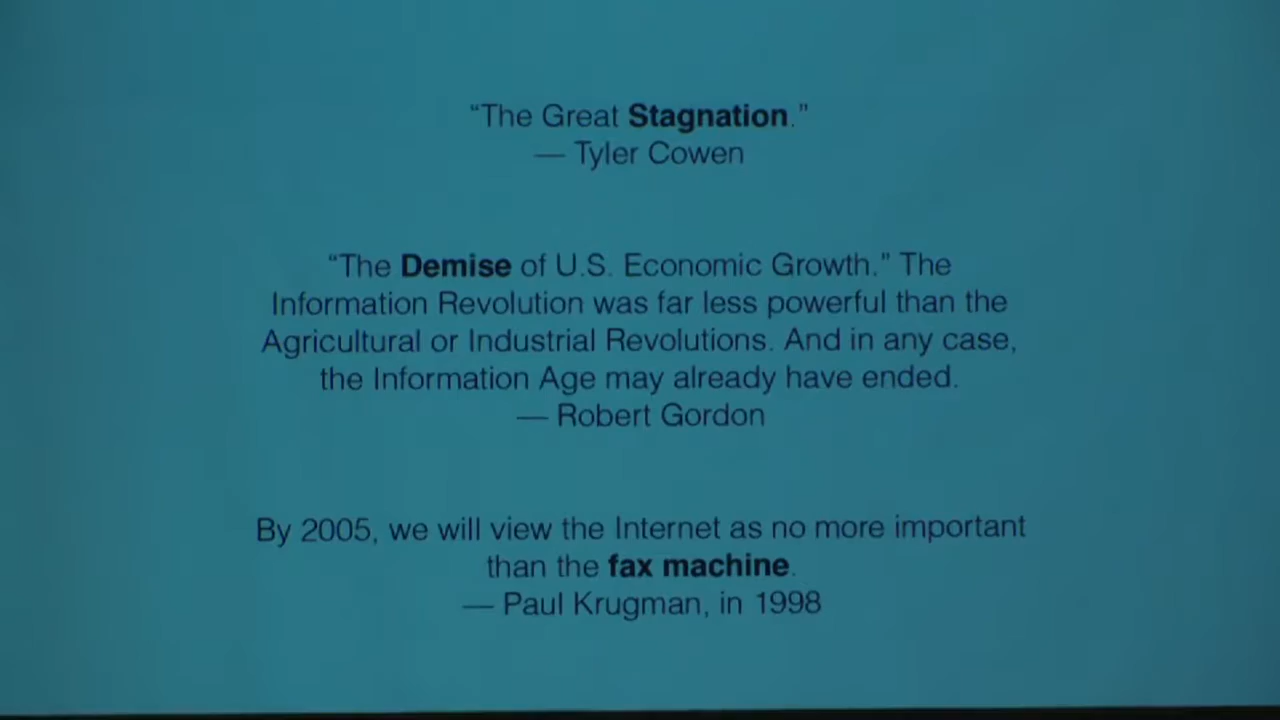 “The Great Stagnation.”
— Tyler Cowen
“The Demise of U.S. Economic Growth.” The
Information Revolution was far less powerful than the
Agricultural or Industrial Revolutions. And in any case,
the Information Age may already have ended.
— Robert Gordon
By 2005, we will view the Internet as no more important
than the fax machine.
— Paul Krugman, in 1998